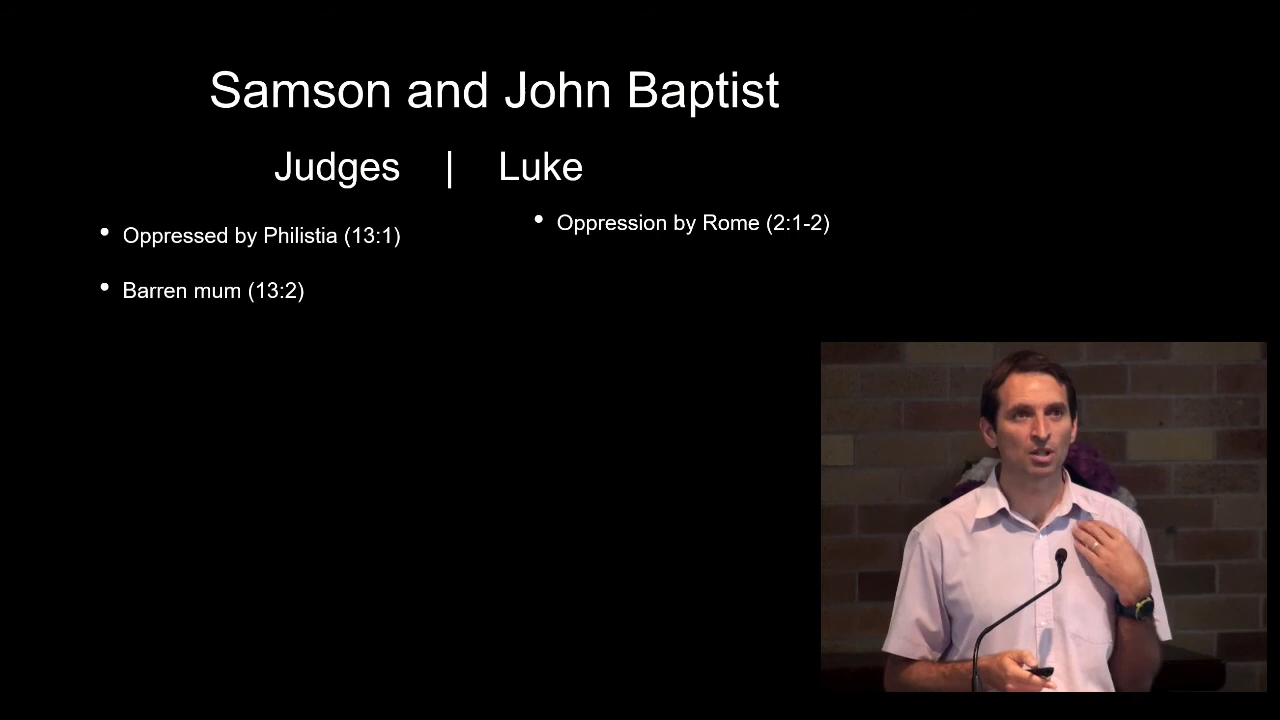 Samson and John Baptist
Judges | Luke
• Oppressed by Philistia (13:1)
• Barren mum (13:2)
• Oppression by Rome (2:1-2)